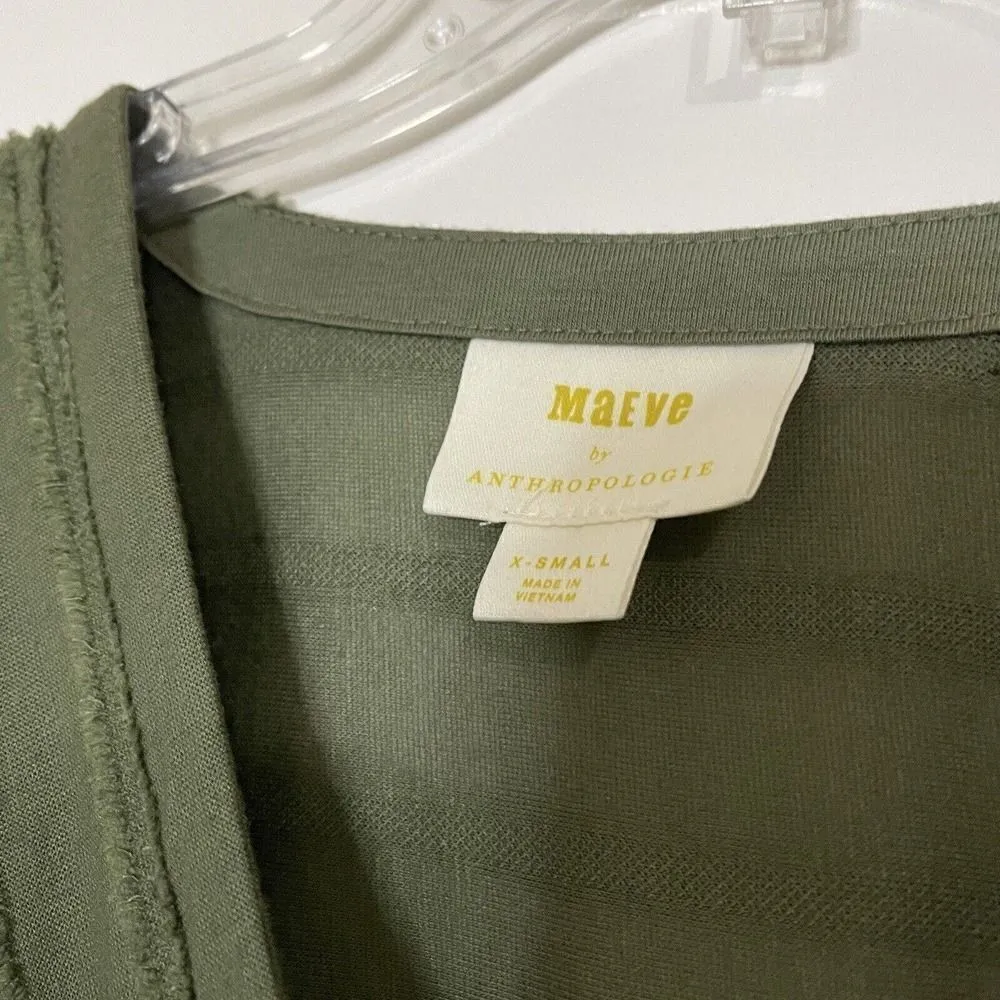 MaEVe
by
ANTHROPOLOGIE
X-SMALL
MADE IN
VIETNAM